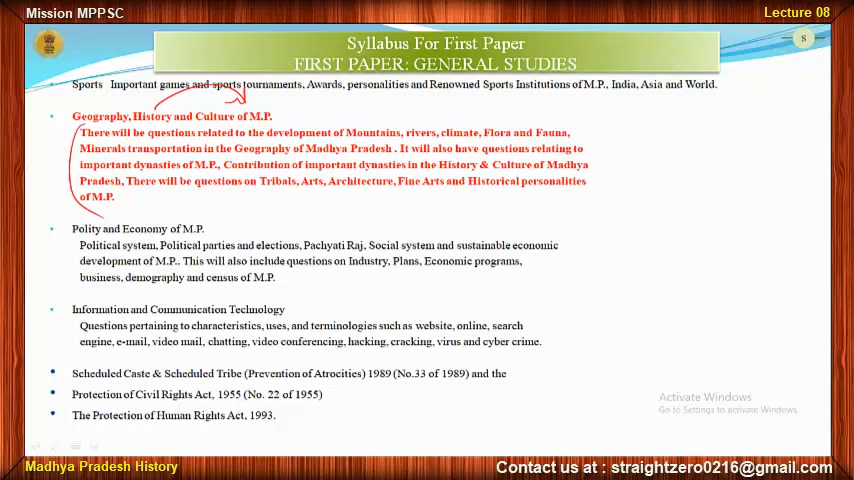 Mission MPPSC
Lecture 08
Syllabus For First Paper
FIRST PAPER: GENERAL STUDIES
S
• Sports Important games and sports tournaments, Awards, personalities and Renowned Sports Institutions of M.P., India, Asia and World.
• Geography, History and Culture of M.P.
There will be questions related to the development of Mountains, rivers, climate, Flora and Fauna,
Minerals transportation in the Geography of Madhya Pradesh . It will also have questions relating to
important dynasties of M.P., Contribution of important dynasties in the History & Culture of Madhya
Pradesh, There will be questions on Tribals, Arts, Architecture, Fine Arts and Historical personalities
of M.P.
• Polity and Economy of M.P.
Political system, Political parties and elections, Pachyati Raj, Social system and sustainable economic
development of M.P.. This will also include questions on Industry, Plans, Economic programs,
business, demography and census of M.P.
• Information and Communication Technology
Questions pertaining to characteristics, uses, and terminologies such as website, online, search
engine, e-mail, video mail, chatting, video conferencing, hacking, cracking, virus and cyber crime.
• Scheduled Caste & Scheduled Tribe (Prevention of Atrocities) 1989 (No.33 of 1989) and the
• Protection of Civil Rights Act, 1955 (No. 22 of 1955)
• The Protection of Human Rights Act, 1993.
Activate Windows
Go to Settings to activate Windows.
Madhya Pradesh History
Contact us at : straightzero0216@gmail.com